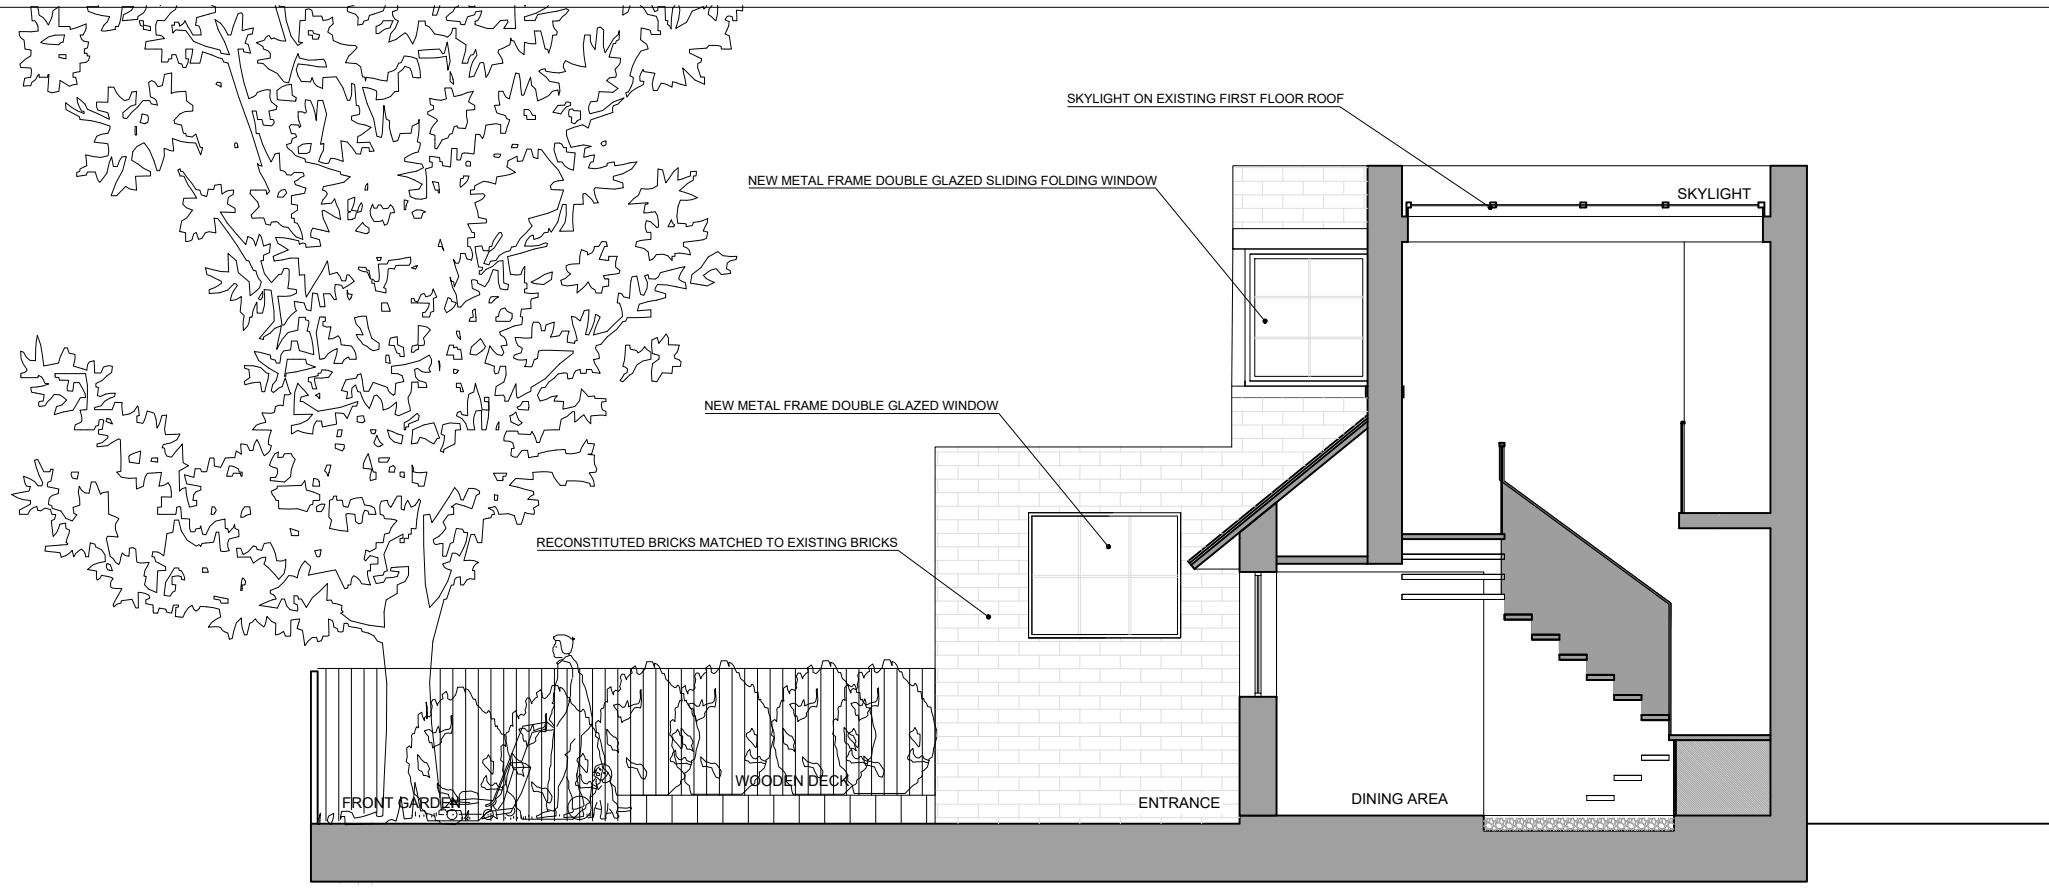 SKYLIGHT ON EXISTING FIRST FLOOR ROOF
NEW METAL FRAME DOUBLE GLAZED SLIDING FOLDING WINDOW
SKYLIGHT
NEW METAL FRAME DOUBLE GLAZED WINDOW
RECONSTITUTED BRICKS MATCHED TO EXISTING BRICKS
WOODEN DECK
FRONT GARDEN
ENTRANCE
DINING AREA